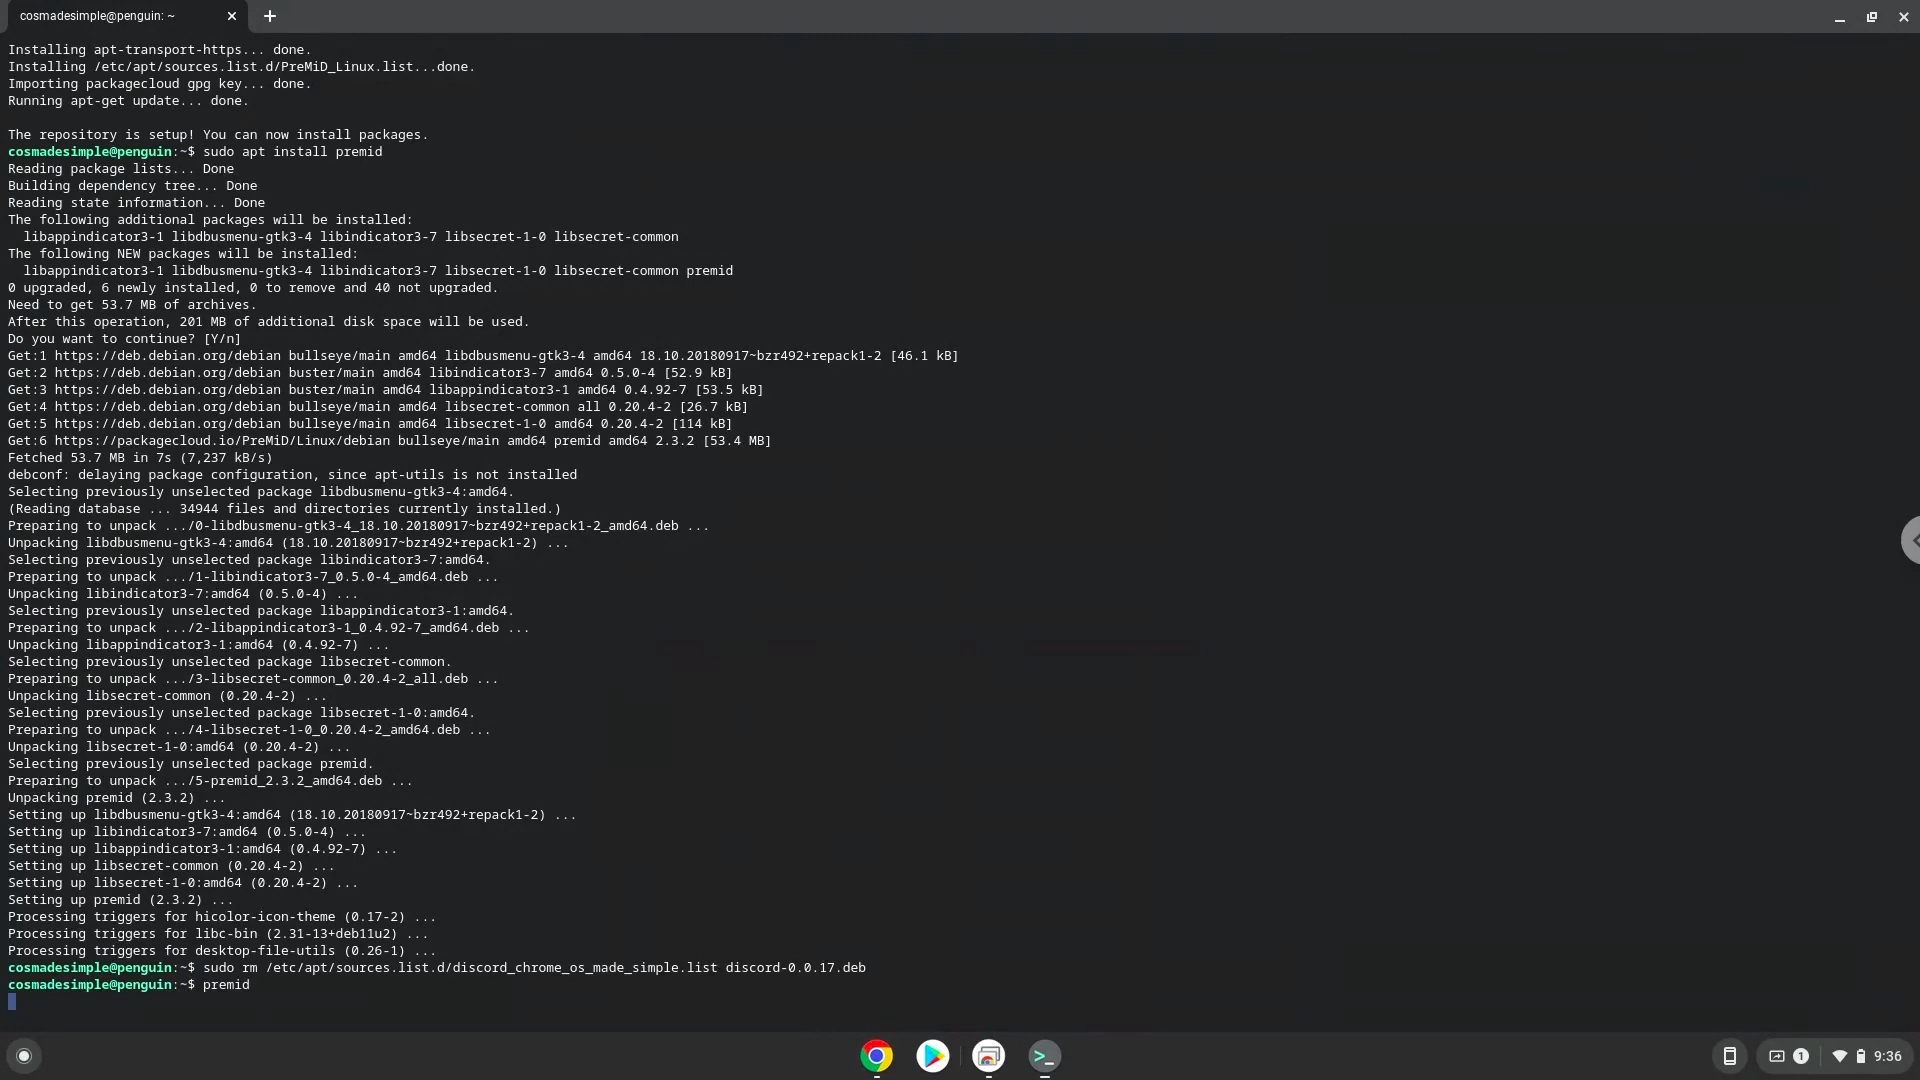 cosmadesimple@penguin: ~
Installing apt-transport-https... done.
Installing /etc/apt/sources.list.d/PreMiD_Linux.list...done.
Importing packagecloud gpg key... done.
Running apt-get update... done.
The repository is setup! You can now install packages.
cosmadesimple@penguin:~$ sudo apt install premid
Reading package lists... Done
Building dependency tree... Done
Reading state information... Done
The following additional packages will be installed:
libappindicator3-1 libdbusmenu-gtk3-4 libindicator3-7 libsecret-1-0 libsecret-common
The following NEW packages will be installed:
libappindicator3-1 libdbusmenu-gtk3-4 libindicator3-7 libsecret-1-0 libsecret-common premid
0 upgraded, 6 newly installed, 0 to remove and 40 not upgraded.
Need to get 53.7 MB of archives.
After this operation, 201 MB of additional disk space will be used.
Do you want to continue? [Y/n]
Get:1 https://deb.debian.org/debian bullseye/main amd64 libdbusmenu-gtk3-4 amd64 18.10.20180917~bzr492+repack1-2 [46.1 kB]
Get:2 https://deb.debian.org/debian buster/main amd64 libindicator3-7 amd64 0.5.0-4 [52.9 kB]
Get:3 https://deb.debian.org/debian buster/main amd64 libappindicator3-1 amd64 0.4.92-7 [53.5 kB]
Get:4 https://deb.debian.org/debian bullseye/main amd64 libsecret-common all 0.20.4-2 [26.7 kB]
Get:5 https://deb.debian.org/debian bullseye/main amd64 libsecret-1-0 amd64 0.20.4-2 [114 kB]
Get:6 https://packagecloud.io/PreMiD/Linux/debian bullseye/main amd64 premid amd64 2.3.2 [53.4 MB]
Fetched 53.7 MB in 7s (7,237 kB/s)
debconf: delaying package configuration, since apt-utils is not installed
Selecting previously unselected package libdbusmenu-gtk3-4:amd64.
(Reading database ... 34944 files and directories currently installed.)
Preparing to unpack .../0-libdbusmenu-gtk3-4_18.10.20180917~bzr492+repack1-2_amd64.deb ...
Unpacking libdbusmenu-gtk3-4:amd64 (18.10.20180917~bzr492+repack1-2) ...
Selecting previously unselected package libindicator3-7:amd64.
Preparing to unpack .../1-libindicator3-7_0.5.0-4_amd64.deb ...
Unpacking libindicator3-7:amd64 (0.5.0-4) ...
Selecting previously unselected package libappindicator3-1:amd64.
Preparing to unpack .../2-libappindicator3-1_0.4.92-7_amd64.deb ...
Unpacking libappindicator3-1:amd64 (0.4.92-7) ...
Selecting previously unselected package libsecret-common.
Preparing to unpack .../3-libsecret-common_0.20.4-2_all.deb ...
Unpacking libsecret-common (0.20.4-2) ...
Selecting previously unselected package libsecret-1-0:amd64.
Preparing to unpack .../4-libsecret-1-0_0.20.4-2_amd64.deb ...
Unpacking libsecret-1-0:amd64 (0.20.4-2) ...
Selecting previously unselected package premid.
Preparing to unpack .../5-premid_2.3.2_amd64.deb ...
Unpacking premid (2.3.2) ...
Setting up libdbusmenu-gtk3-4:amd64 (18.10.20180917~bzr492+repack1-2) ...
Setting up libindicator3-7:amd64 (0.5.0-4) ...
Setting up libappindicator3-1:amd64 (0.4.92-7) ...
Setting up libsecret-common (0.20.4-2) ...
Setting up libsecret-1-0:amd64 (0.20.4-2) ...
Setting up premid (2.3.2) ...
Processing triggers for hicolor-icon-theme (0.17-2) ...
Processing triggers for libc-bin (2.31-13+deb11u2) ...
Processing triggers for desktop-file-utils (0.26-1) ...
cosmadesimple@penguin:~$ sudo rm /etc/apt/sources.list.d/discord_chrome_os_made_simple.list discord-0.0.17.deb
cosmadesimple@penguin:~$ premid
1 9:36